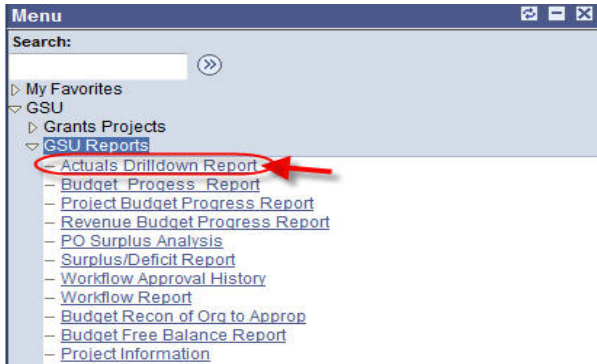 Menu
Search:
My Favorites
GSU
Grants Projects
GSU Reports
Actuals Drilldown Report
Budget Progess Report
Project Budget Progress Report
Revenue Budget Progress Report
PO Surplus Analysis
Surplus/Deficit Report
Workflow Approval History
Workflow Report
Budget Recon of Org to Approp
Budget Free Balance Report
Project Information